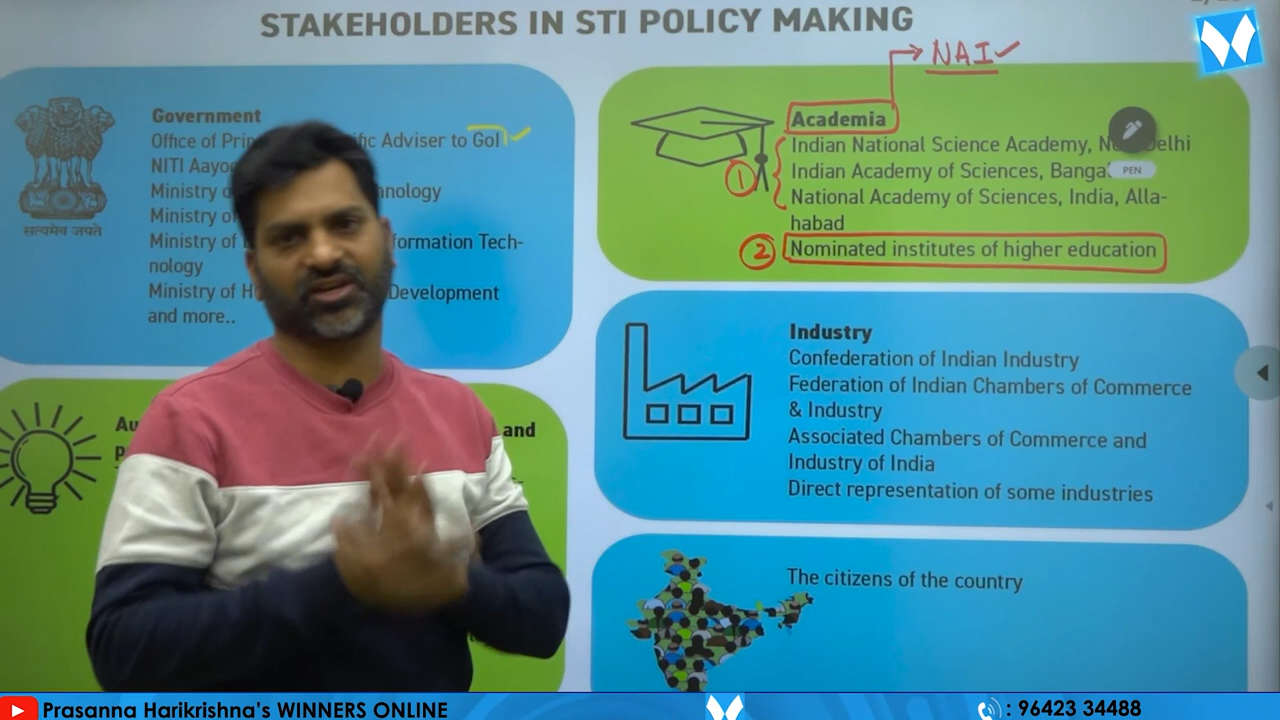 STAKEHOLDERS IN STI POLICY MAKING
NAI
Government
Office of Prin fic Adviser to GoI
NITI Aayo
Ministry o hnology
Ministry o
Ministry of formation Tech-
nology
Ministry of H Development
and more..
सत्यमेव जयते
Academia
Indian National Science Academy, N elhi
1
Indian Academy of Sciences, Banga
PEN
National Academy of Sciences, India, Alla-
habad
2 Nominated institutes of higher education
Industry
Confederation of Indian Industry
Federation of Indian Chambers of Commerce
& Industry
Associated Chambers of Commerce and
Industry of India
Direct representation of some industries
Au and
The citizens of the country
Prasanna Harikrishna's WINNERS ONLINE
: 96423 34488